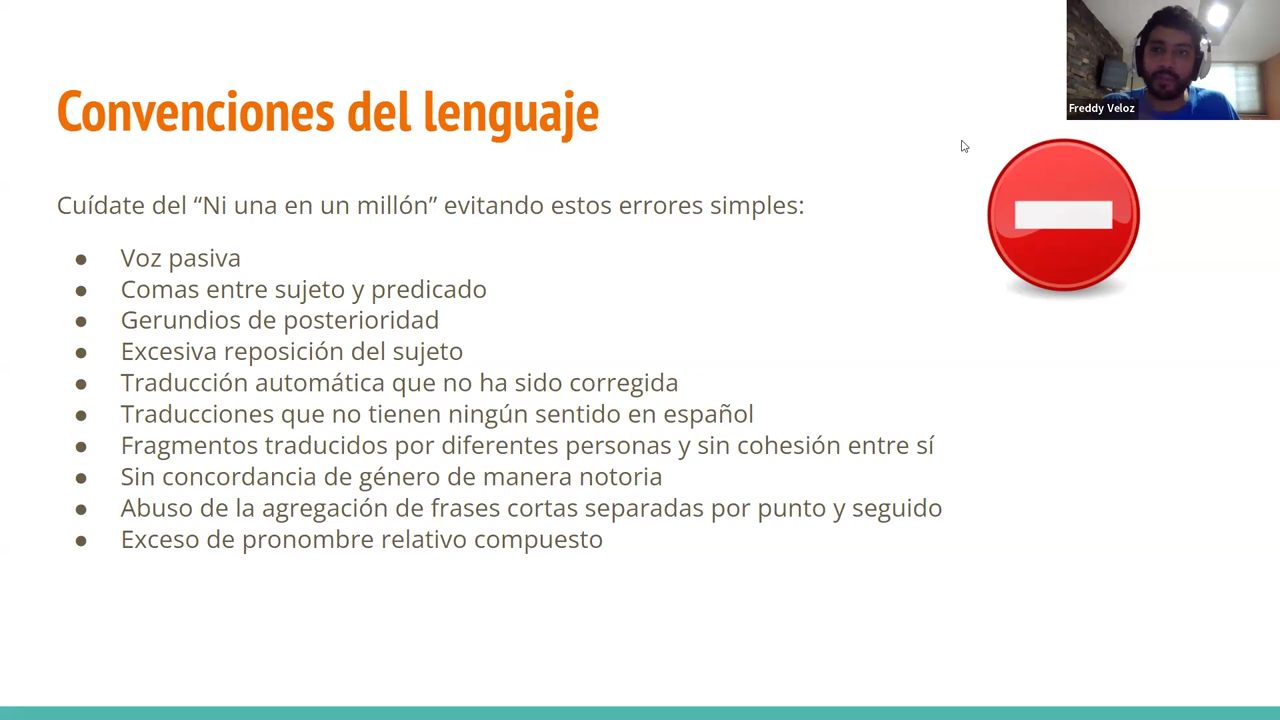 Freddy Veloz
Convenciones del lenguaje
Cuídate del “Ni una en un millón” evitando estos errores simples:
● Voz pasiva
● Comas entre sujeto y predicado
● Gerundios de posterioridad
● Excesiva reposición del sujeto
● Traducción automática que no ha sido corregida
● Traducciones que no tienen ningún sentido en español
● Fragmentos traducidos por diferentes personas y sin cohesión entre sí
● Sin concordancia de género de manera notoria
● Abuso de la agregación de frases cortas separadas por punto y seguido
● Exceso de pronombre relativo compuesto